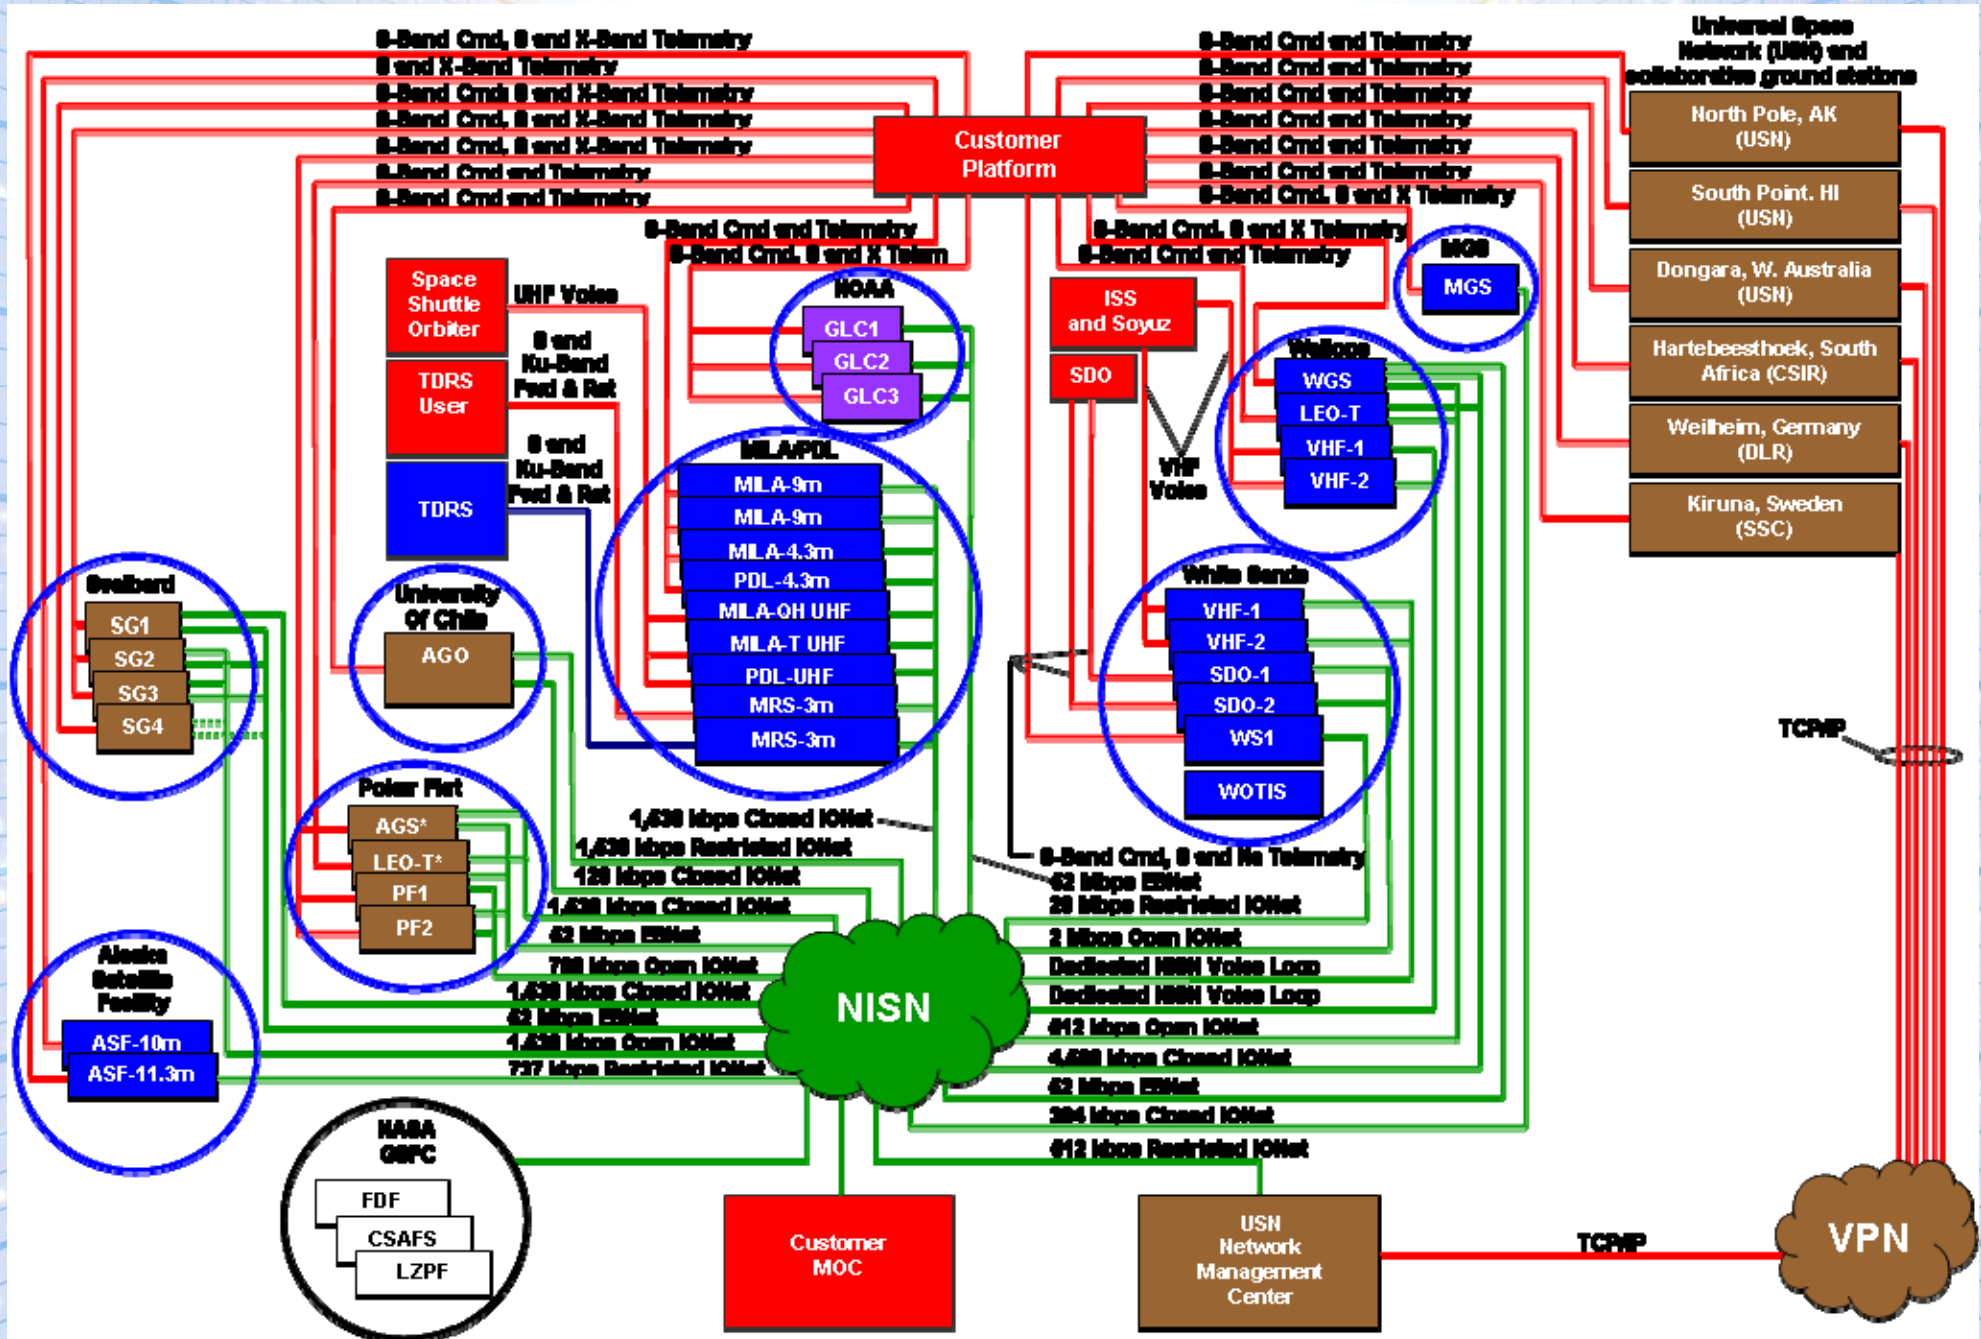 S-Band Cmd, S and X-Band Telemetry
S and X-Band Telemetry
S-Band Cmd S and X-Band Telemetry
S-Band Cmd, S and X-Band Telemetry
S-Band Cmd, S and X-Band Telemetry
S-Band Cmd and Telemetry
S-Band Cmd and Telemetry
S-Band Cmd and Telemetry
S-Band Cmd. S and X Telem
Customer
Platform
S-Band Cmd and Telemetry
S-Band Cmd and Telemetry
S-Band Cmd and Telemetry
S-Band Cmd and Telemetry
S-Band Cmd and Telemetry
S-Band Cmd and Telemetry
S-Band Cmd. S and X Telemetry
S-Band Cmd. S and X Telemetry
S-Band Cmd and Telemetry
Universal Space
Network (USN) and
collaborative ground stations
North Pole, AK
(USN)
South Point. HI
(USN)
Dongara, W. Australia
(USN)
Hartebeesthoek, South
Africa (CSIR)
Weilheim, Germany
(DLR)
Kiruna, Sweden
(SSC)
Space
Shuttle
Orbiter
UHF Voice
TDRS
User
S and
Ku-Band
Fwd & Ret
TDRS
S and
Ku-Band
Fwd & Ret
NOAA
GLC1
GLC2
GLC3
MILA/PDL
MILA-9m
MILA-9m
MILA-4.3m
PDL-4.3m
MILA-QH UHF
MILA-T UHF
PDL-UHF
MRS-3m
MRS-3m
ISS
and Soyuz
SDO
VHF
Voice
MGS
MGS
Wallops
WGS
LEO-T
VHF-1
VHF-2
White Sands
VHF-1
VHF-2
SDO-1
SDO-2
WS1
WOTIS
S-Band Cmd, S and Ka Telemetry
Svalbard
SG1
SG2
SG3
SG4
University
Of Chile
AGO
Poker Flat
AGS*
LEO-T*
PF1
PF2
Alaska
Satellite
Facility
ASF-10m
ASF-11.3m
1,536 kbps Closed IONet
1,536 kbps Restricted IONet
128 kbps Closed IONet
1,536 kbps Closed IONet
52 Mbps EBNet
768 kbps Open IONet
1,536 kbps Closed IONet
52 Mbps EBNet
1,536 kbps Open IONet
737 kbps Restricted IONet
52 Mbps EBNet
28 Mbps Restricted IONet
2 Mbps Open IONet
Dedicated NISN Voice Loop
Dedicated NISN Voice Loop
512 kbps Open IONet
kbps Closed IONet
52 Mbps EBNet
384 kbps Closed IONet
512 kbps Restricted IONet
NISN
NASA
GSFC
FDF
CSAFS
LZPF
Customer
MOC
USN
Network
Management
Center
TCP/IP
TCP/IP
VPN